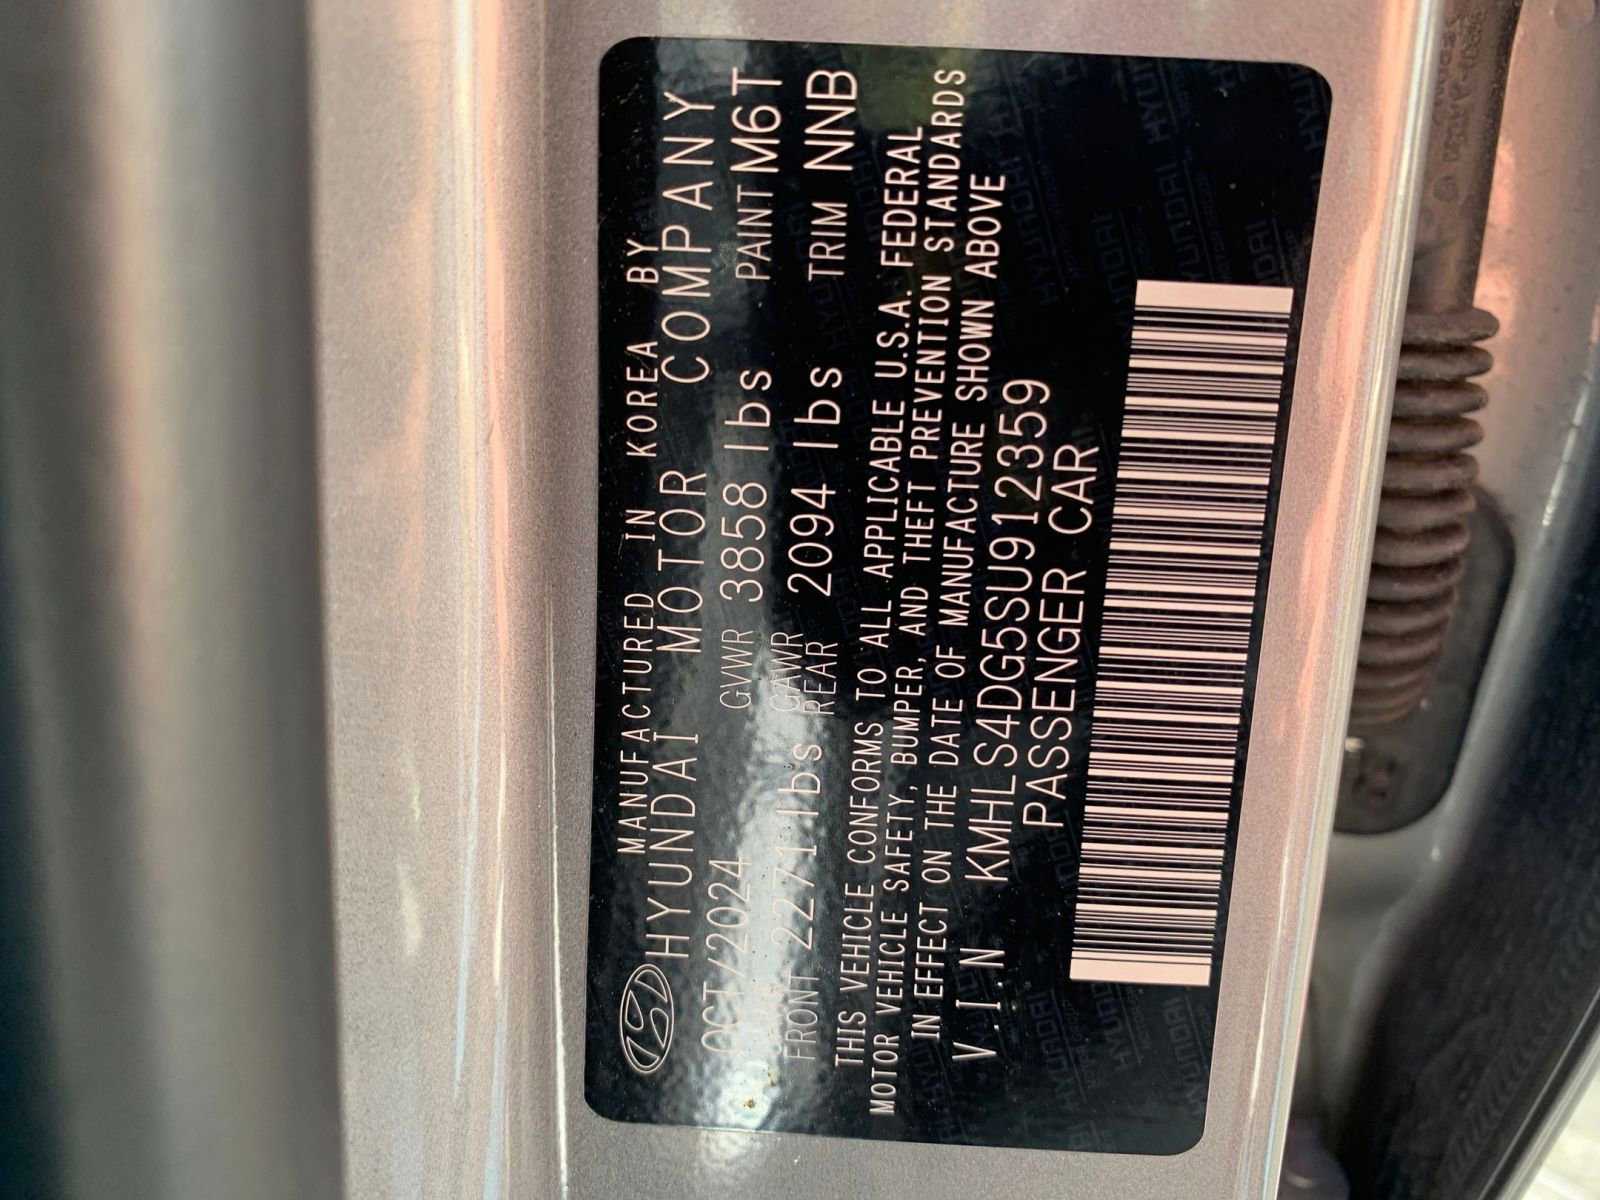 MANUFACTURED IN KOREA BY
HYUNDAI MOTOR COMPANY
OCT/2024 GVWR 3858 lbs PAINT M6T
FRONT 2271 lbs GAWR REAR 2094 lbs TRIM NNB
THIS VEHICLE CONFORMS TO ALL APPLICABLE U.S.A. FEDERAL
MOTOR VEHICLE SAFETY, BUMPER, AND THEFT PREVENTION STANDARDS
IN EFFECT ON THE DATE OF MANUFACTURE SHOWN ABOVE
V.I.N KMHLS4DG5SU912359
PASSENGER CAR